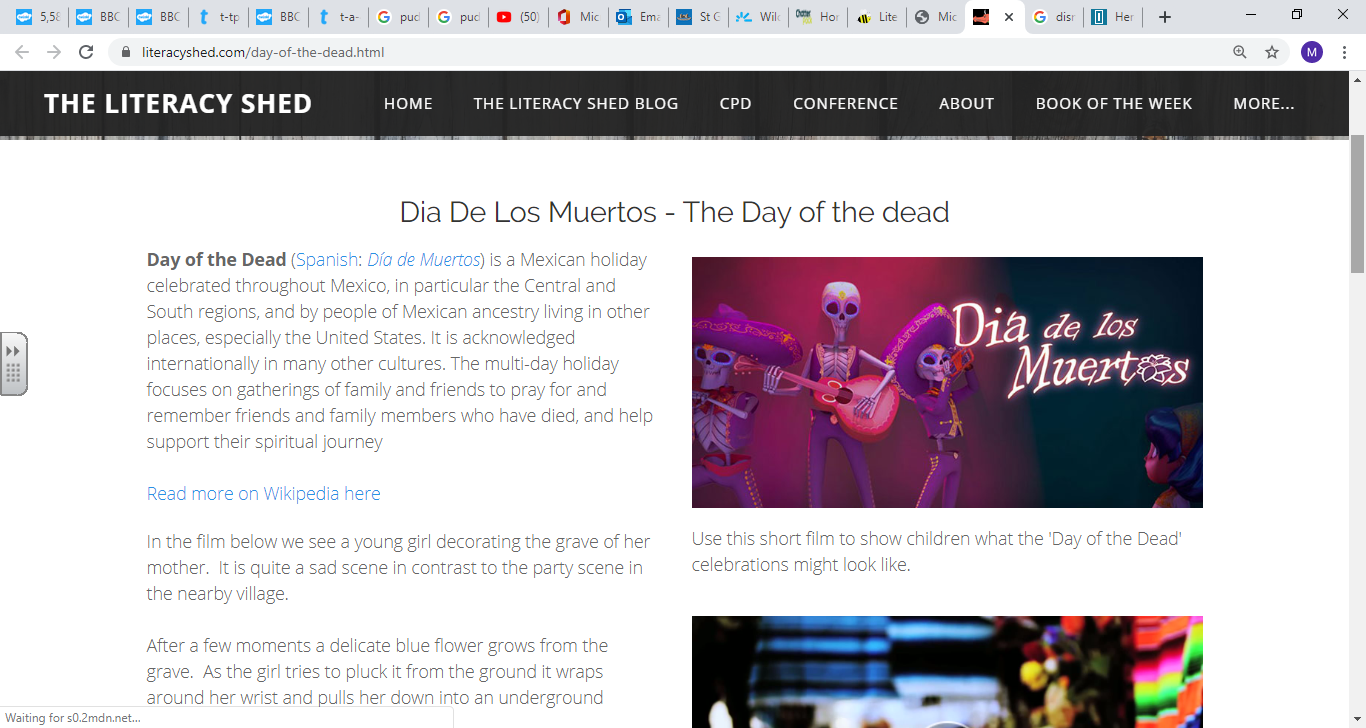 5,58
BBC
BBC
t-tp
BBC
t-a-
pud
pud
(50)
Mic
Ema
St G
Wild
Hor
Lite
Mic
disn
Her
literacyshed.com/day-of-the-dead.html
M
THE LITERACY SHED
HOME
THE LITERACY SHED BLOG
CPD
CONFERENCE
ABOUT
BOOK OF THE WEEK
MORE...
Dia De Los Muertos - The Day of the dead
Day of the Dead (Spanish: Día de Muertos) is a Mexican holiday
celebrated throughout Mexico, in particular the Central and
South regions, and by people of Mexican ancestry living in other
places, especially the United States. It is acknowledged
internationally in many other cultures. The multi-day holiday
focuses on gatherings of family and friends to pray for and
remember friends and family members who have died, and help
support their spiritual journey
Read more on Wikipedia here
In the film below we see a young girl decorating the grave of her
mother.  It is quite a sad scene in contrast to the party scene in
the nearby village.
After a few moments a delicate blue flower grows from the
grave.  As the girl tries to pluck it from the ground it wraps
around her wrist and pulls her down into an underground
Día de los
Muertos
Use this short film to show children what the 'Day of the Dead'
celebrations might look like.
Waiting for s0.2mdn.net...